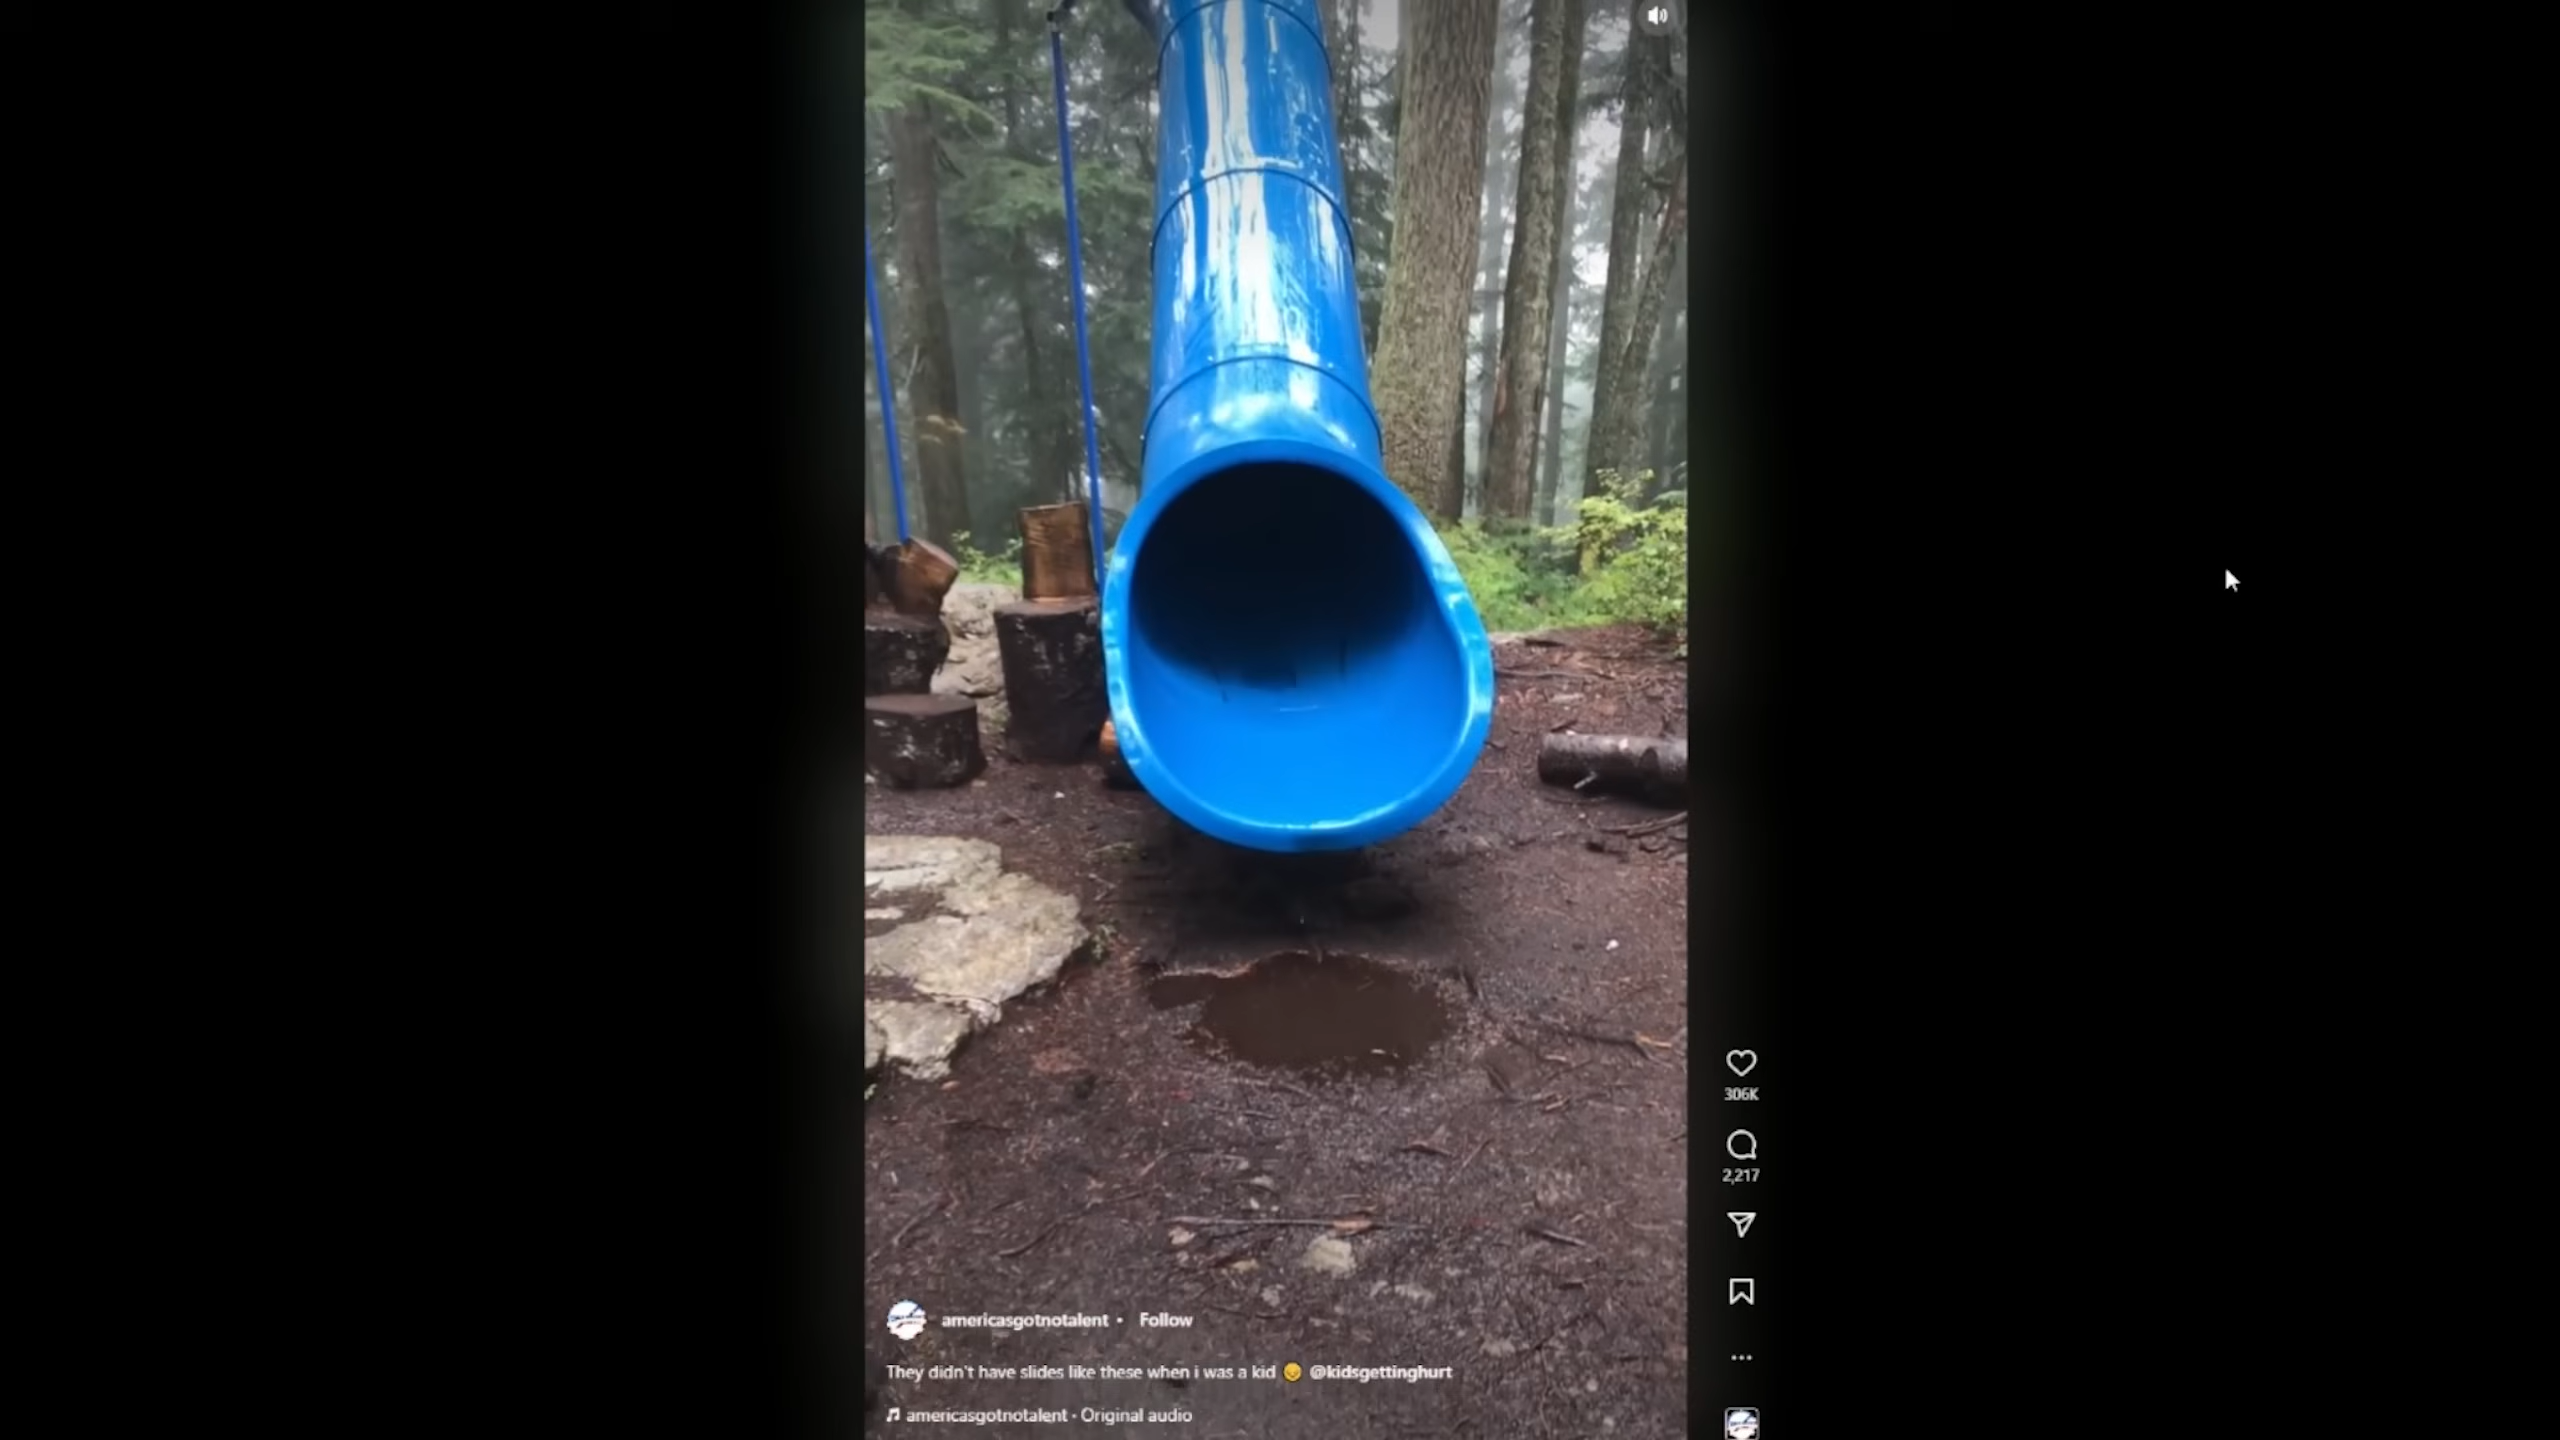 306K
2,217
americasgotnotalent • Follow
They didn't have slides like these when i was a kid 😔 @kidsgettinghurt
americasgotnotalent · Original audio